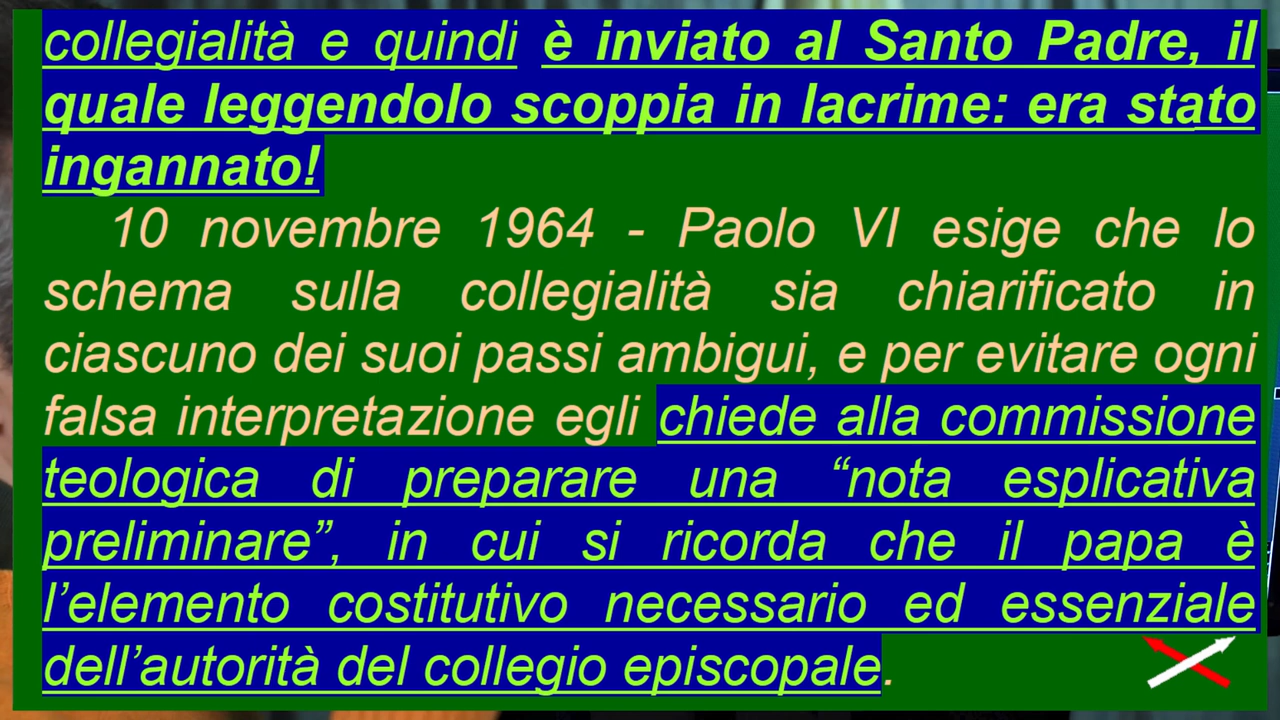 collegialità e quindi è inviato al Santo Padre, il
quale leggendolo scoppia in lacrime: era stato
ingannato!
10 novembre 1964 - Paolo VI esige che lo
schema sulla collegialità sia chiarificato in
ciascuno dei suoi passi ambigui, e per evitare ogni
falsa interpretazione egli chiede alla commissione
teologica di preparare una “nota esplicativa
preliminare”, in cui si ricorda che il papa è
l’elemento costitutivo necessario ed essenziale
dell’autorità del collegio episcopale.